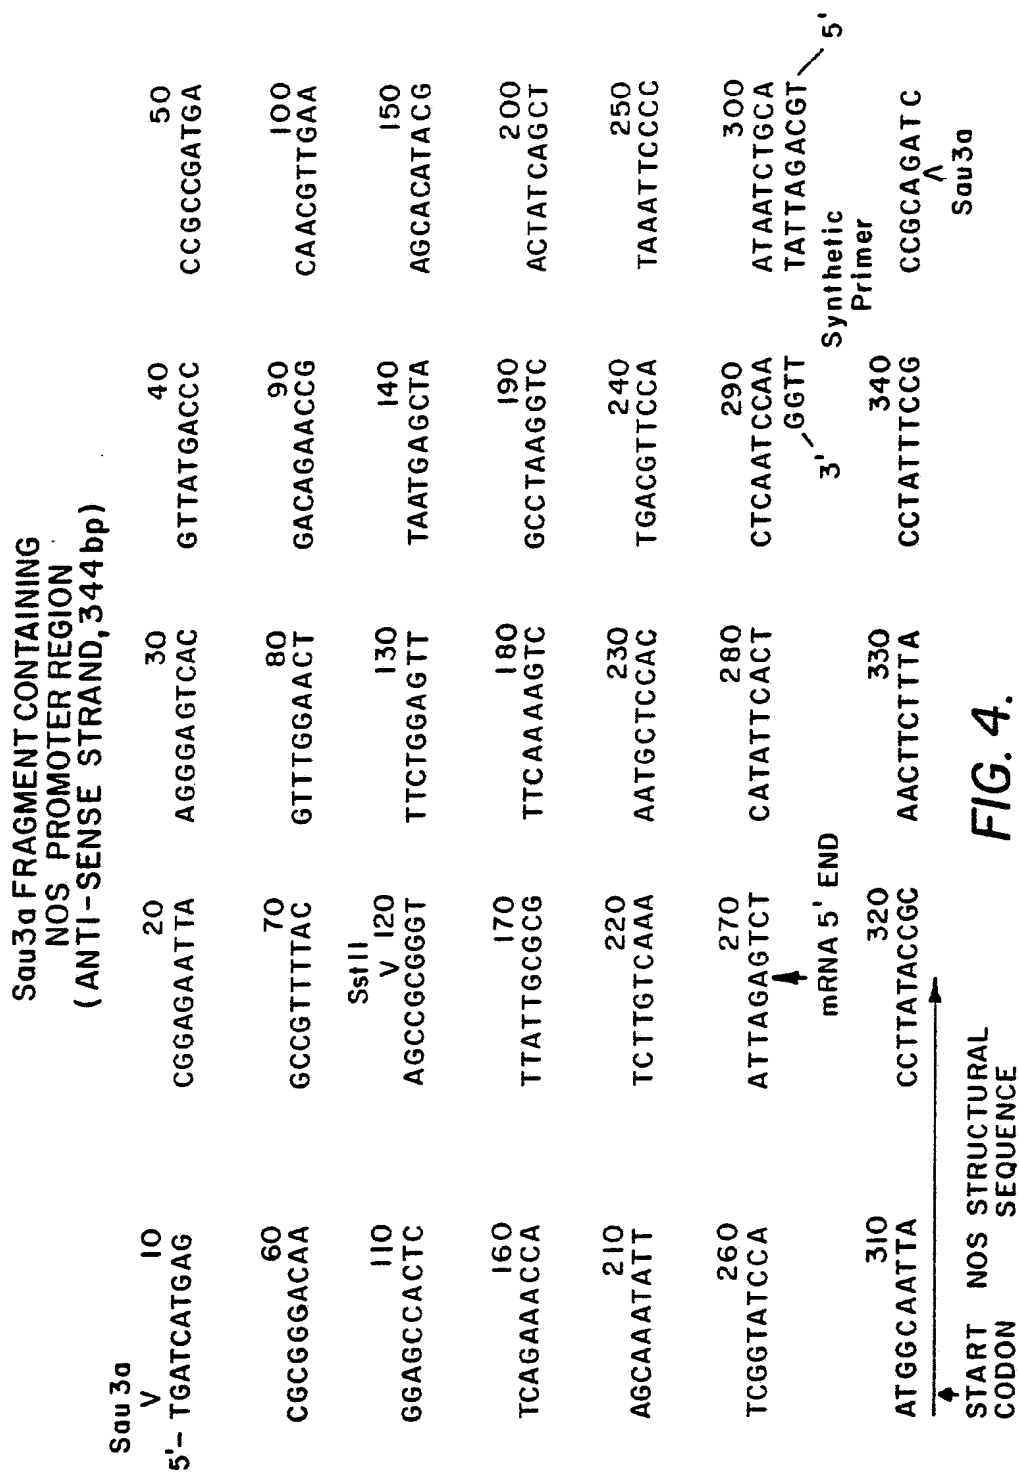 Sau3a FRAGMENT CONTAINING
NOS PROMOTER REGION
(ANTI-SENSE STRAND, 344bp)
Sau 3a
V 10 20 30 40 50
5'- TGATCATGAG CGGAGAATTA AGGGAGTCAC GTTATGACCC CCGCCGATGA
60 70 80 90 100
CGCGGGACAA GCCGTTTTAC GTTTGGAACT GACAGAACCG CAACGTTGAA
SstII
110 V 120 130 140 150
GGAGCCACTC AGCCGCGGGT TTCTGGAGTT TAATGAGCTA AGCACATACG
160 170 180 190 200
TCAGAAACCA TTATTGCGCG TTCAAAAGTC GCCTAAGGTC ACTATCAGCT
210 220 230 240 250
AGCAAATATT TCTTGTCAAA AATGCTCCAC TGACGTTCCA TAAATTCCCC
260 270 280 290 300
TCGGTATCCA ATTAGAGTCT CATATTCACT CTCAATCCAA ATAATCTGCA
GGTT TATTAGACGT
3' 5'
mRNA 5' END
Synthetic
Primer
310 320 330 340
ATGGCAATTA CCTTATACCGC AACTTCTTTA CCTATTTCCG CCGCAGATC
Λ
Sau3a
START
CODON
NOS STRUCTURAL
SEQUENCE
FIG. 4.